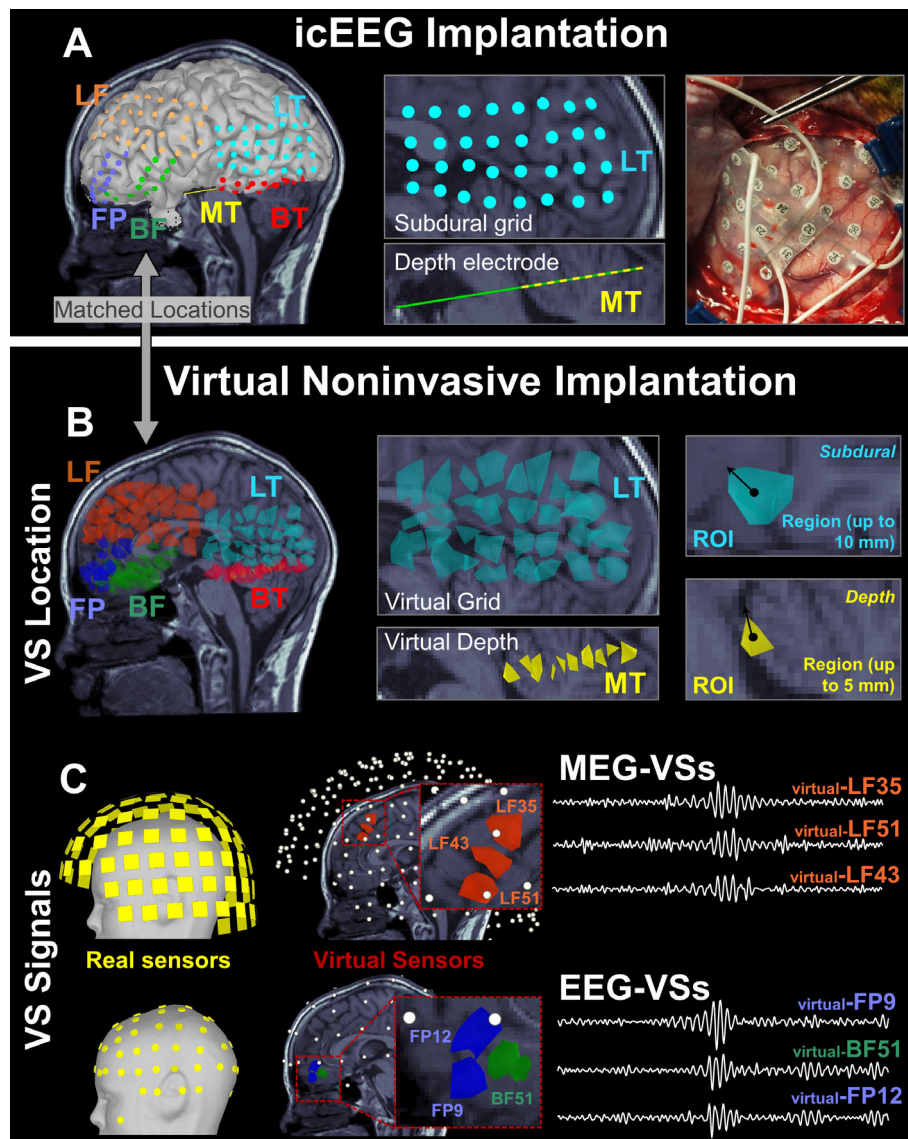 icEEG Implantation
A
LF
LT
FP
BF
MT
BT
LT
Subdural grid
Depth electrode
MT
Matched Locations
Virtual Noninvasive Implantation
B
VS Location
LF
LT
FP
BF
BT
LT
Virtual Grid
Virtual Depth
MT
Subdural
ROI
Region (up to
10 mm)
Depth
ROI
Region (up
to 5 mm)
C
VS Signals
Real sensors
Virtual Sensors
LF35
LF43
LF51
MEG-VSs
virtual-LF35
virtual-LF51
virtual-LF43
FP12
FP9
BF51
EEG-VSs
virtual-FP9
virtual-BF51
virtual-FP12